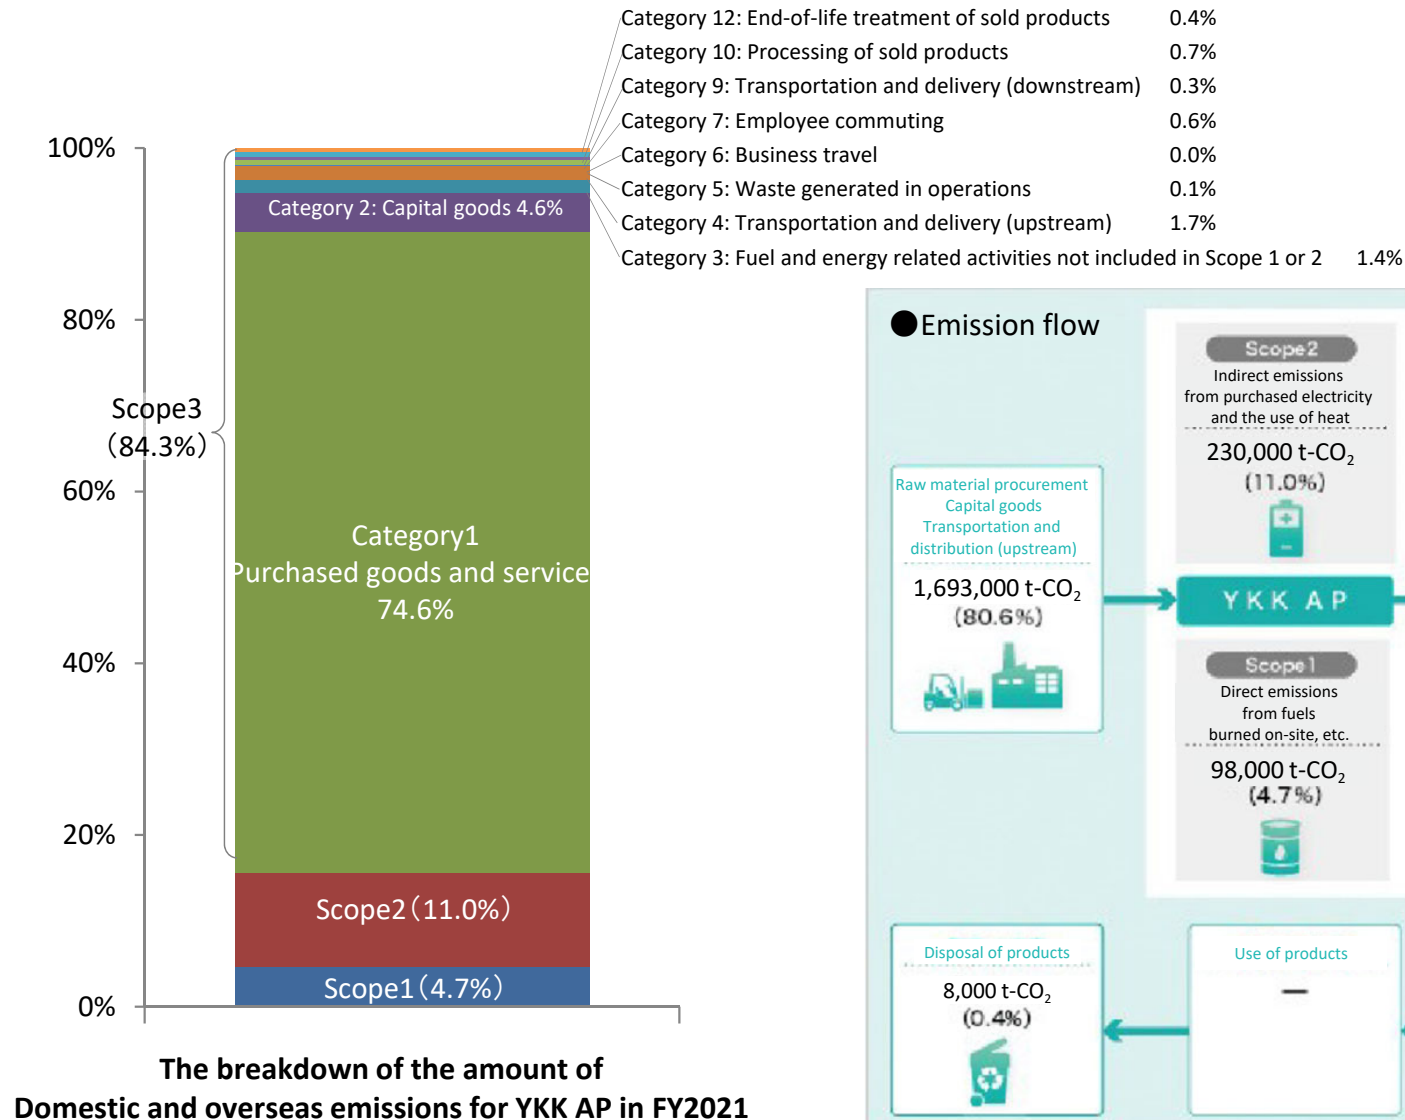 Category 12: End-of-life treatment of sold products 0.4%
Category 10: Processing of sold products 0.7%
Category 9: Transportation and delivery (downstream) 0.3%
Category 7: Employee commuting 0.6%
Category 6: Business travel 0.0%
Category 5: Waste generated in operations 0.1%
Category 4: Transportation and delivery (upstream) 1.7%
Category 3: Fuel and energy related activities not included in Scope 1 or 2 1.4%
100%
80%
60%
40%
20%
0%
Scope3
(84.3%)
Category 2: Capital goods 4.6%
Category1
Purchased goods and service
74.6%
Scope2(11.0%)
Scope1(4.7%)
The breakdown of the amount of
Domestic and overseas emissions for YKK AP in FY2021
●Emission flow
Scope2
Indirect emissions
from purchased electricity
and the use of heat
230,000 t-CO₂
(11.0%)
Raw material procurement
Capital goods
Transportation and
distribution (upstream)
1,693,000 t-CO₂
(80.6%)
YKK AP
Scope1
Direct emissions
from fuels
burned on-site, etc.
98,000 t-CO₂
(4.7%)
Disposal of products
8,000 t-CO₂
(0.4%)
Use of products
—